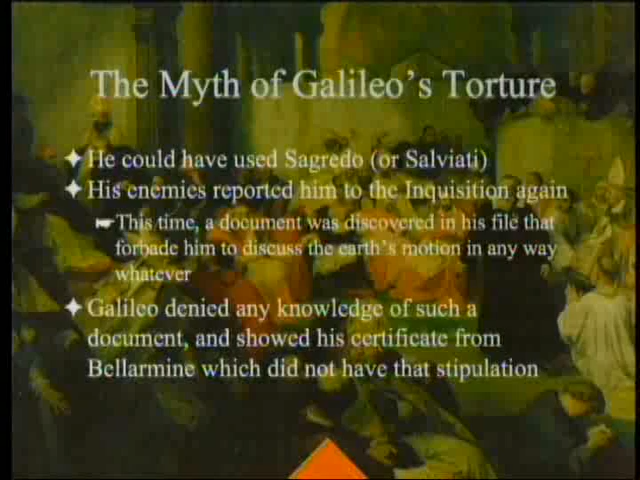 The Myth of Galileo's Torture
He could have used Sagredo (or Salviati)
His enemies reported him to the Inquisition again
This time, a document was discovered in his file that
forbade him to discuss the earth's motion in any way
whatever
Galileo denied any knowledge of such a
document, and showed his certificate from
Bellarmine which did not have that stipulation